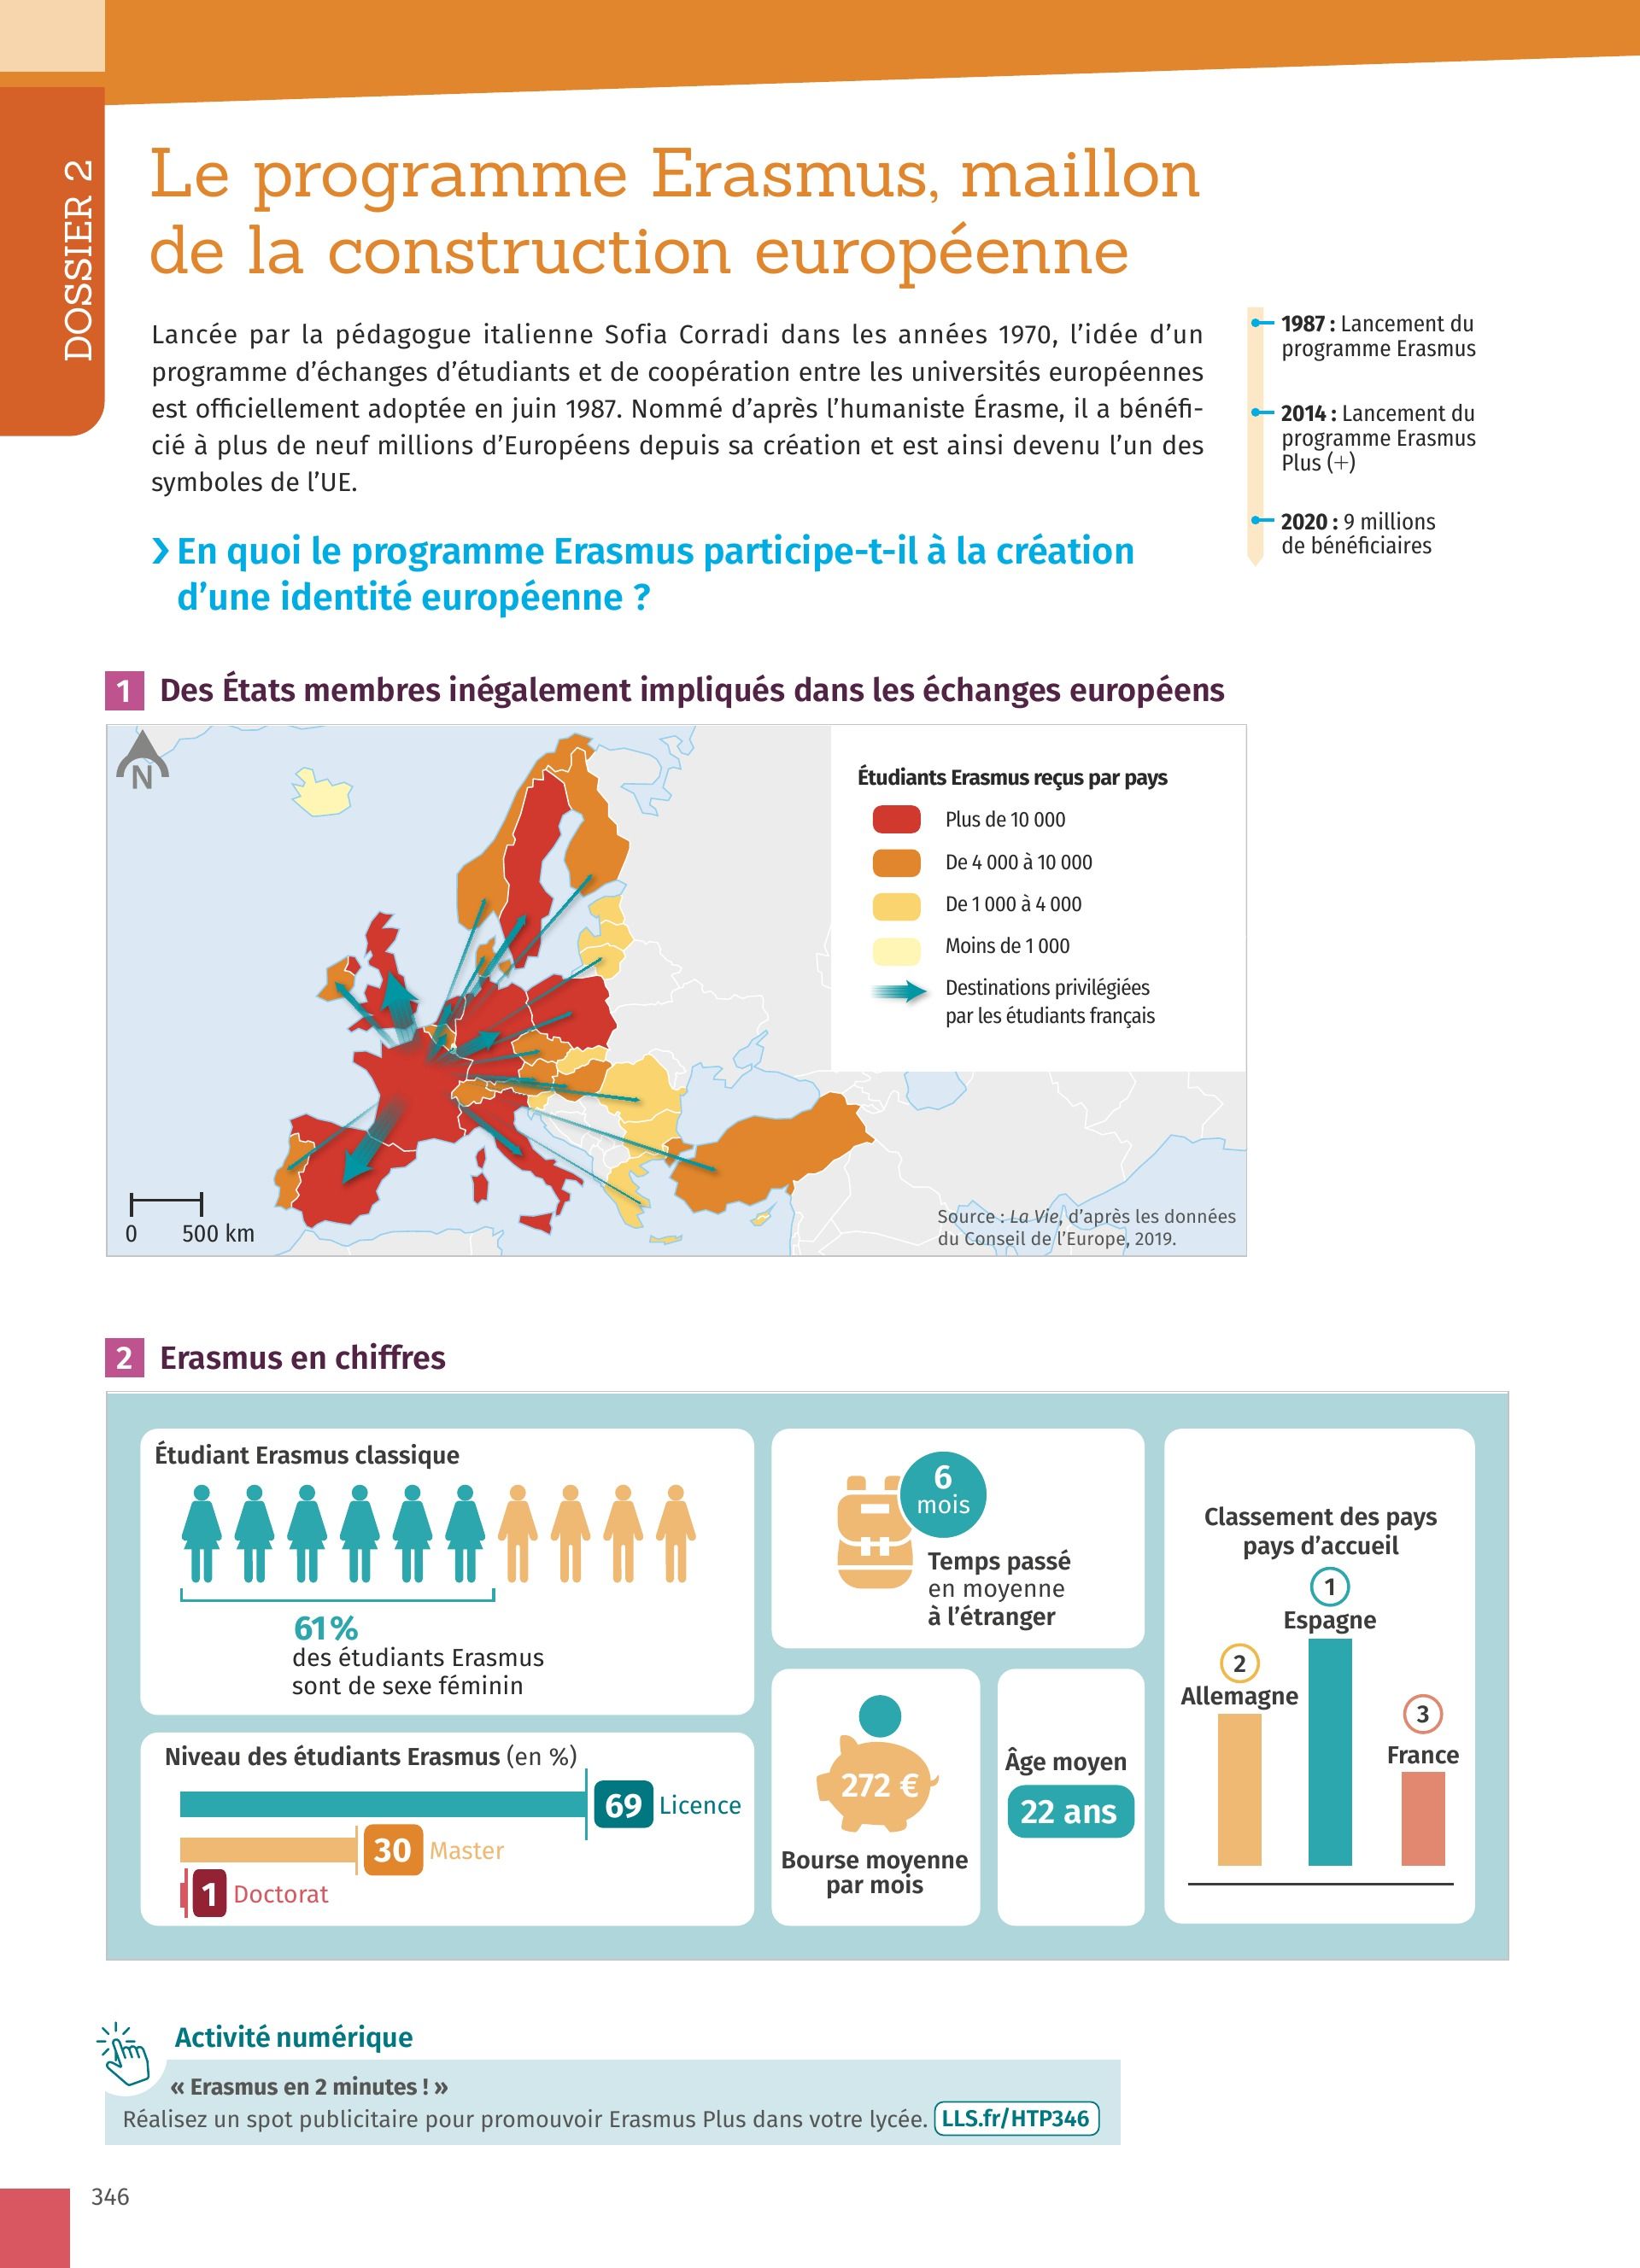 DOSSIER 2
Le programme Erasmus, maillon
de la construction européenne
Lancée par la pédagogue italienne Sofia Corradi dans les années 1970, l’idée d’un
programme d’échanges d’étudiants et de coopération entre les universités européennes
est officiellement adoptée en juin 1987. Nommé d’après l’humaniste Érasme, il a bénéfi-
cié à plus de neuf millions d’Européens depuis sa création et est ainsi devenu l’un des
symboles de l’UE.
› En quoi le programme Erasmus participe-t-il à la création
d’une identité européenne ?
1987 : Lancement du
programme Erasmus
2014 : Lancement du
programme Erasmus
Plus (+)
2020 : 9 millions
de bénéficiaires
1 Des États membres inégalement impliqués dans les échanges européens
N
Étudiants Erasmus reçus par pays
Plus de 10 000
De 4 000 à 10 000
De 1 000 à 4 000
Moins de 1 000
Destinations privilégiées
par les étudiants français
0 500 km
Source : La Vie, d’après les données
du Conseil de l’Europe, 2019.
2 Erasmus en chiffres
Étudiant Erasmus classique
61%
des étudiants Erasmus
sont de sexe féminin
Niveau des étudiants Erasmus (en %)
69 Licence
30 Master
1 Doctorat
6
mois
Temps passé
en moyenne
à l’étranger
272 €
Bourse moyenne
par mois
Âge moyen
22 ans
Classement des pays
pays d’accueil
1
Espagne
2
Allemagne
3
France
Activité numérique
« Erasmus en 2 minutes ! »
Réalisez un spot publicitaire pour promouvoir Erasmus Plus dans votre lycée. LLS.fr/HTP346
346